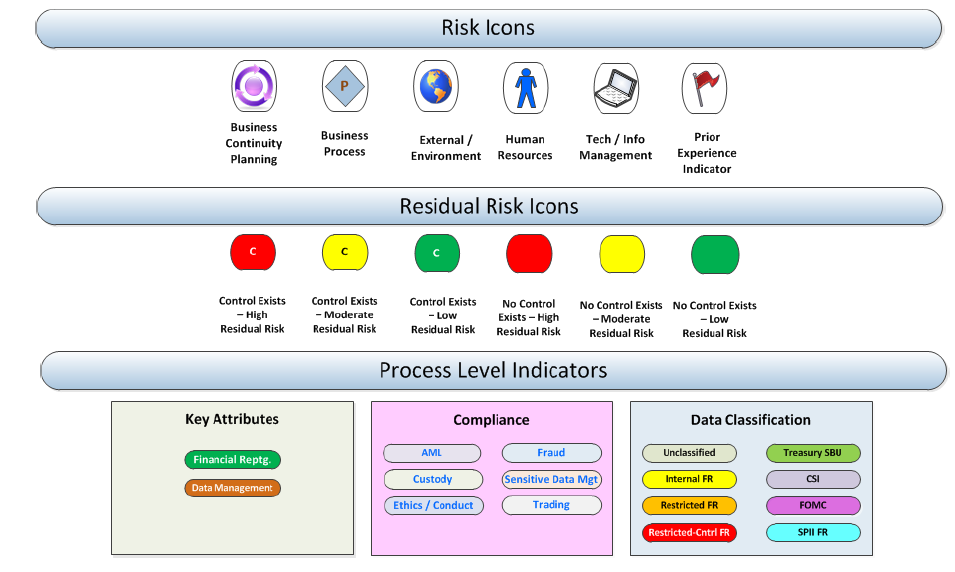 Risk Icons
P
Business
Continuity
Planning
Business
Process
External /
Environment
Human
Resources
Tech / Info
Management
Prior
Experience
Indicator
Residual Risk Icons
C
C
C
Control Exists
– High
Residual Risk
Control Exists
– Moderate
Residual Risk
Control Exists
– Low
Residual Risk
No Control
Exists – High
Residual Risk
No Control Exists
– Moderate
Residual Risk
No Control Exists
– Low
Residual Risk
Process Level Indicators
Key Attributes
Financial Reptg.
Data Management
Compliance
AML
Fraud
Custody
Sensitive Data Mgt
Ethics / Conduct
Trading
Data Classification
Unclassified
Treasury SBU
Internal FR
CSI
Restricted FR
FOMC
Restricted-Cntrl FR
SPII FR